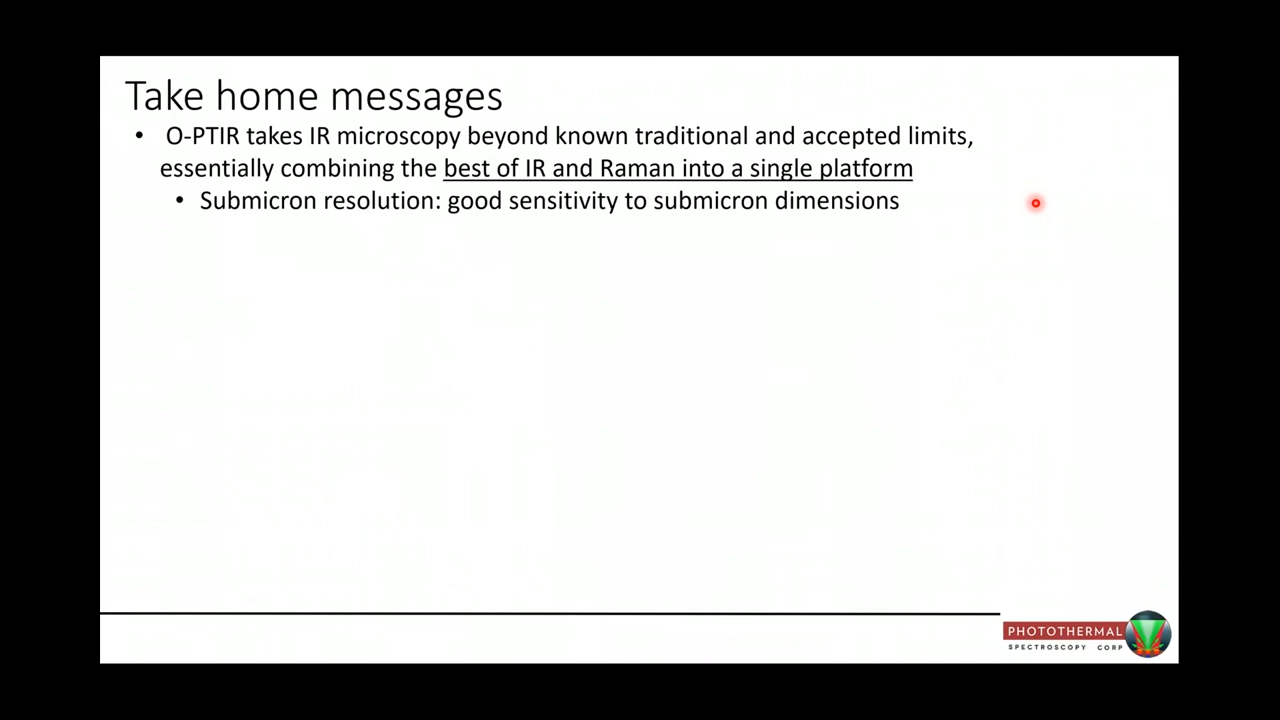 Take home messages
• O-PTIR takes IR microscopy beyond known traditional and accepted limits,
essentially combining the best of IR and Raman into a single platform
• Submicron resolution: good sensitivity to submicron dimensions
PHOTOTHERMAL
SPECTROSCOPY CORP